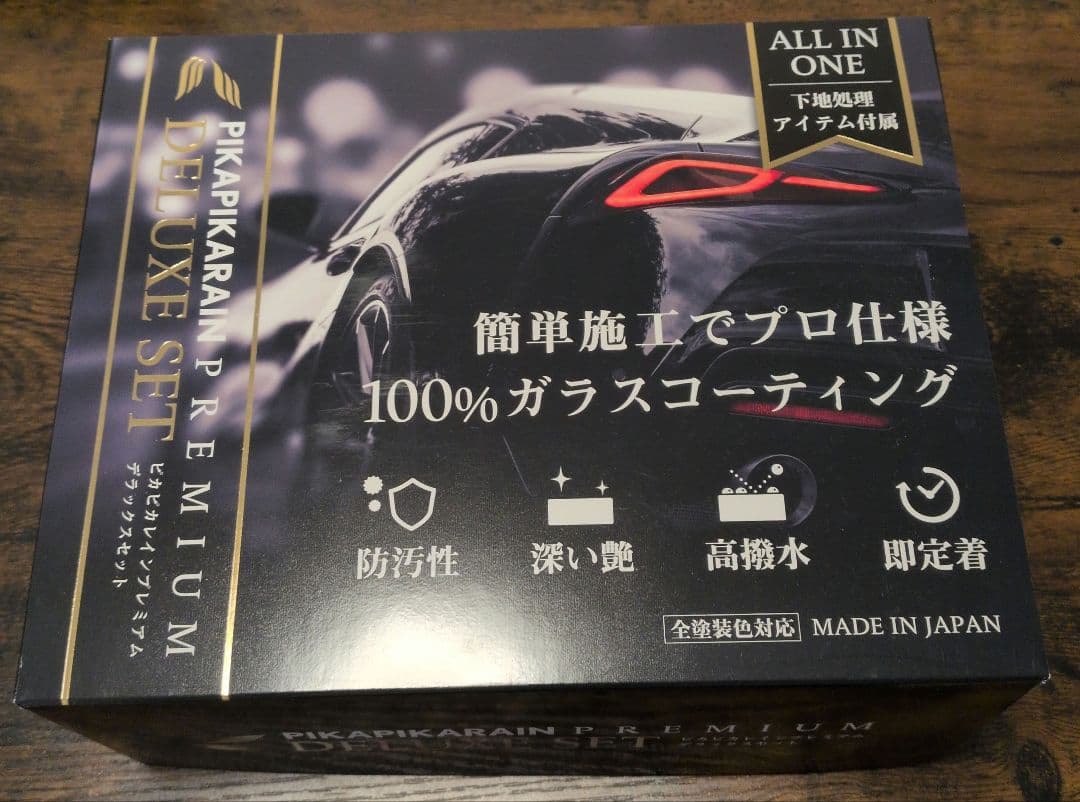 ALL IN
ONE
下地処理
アイテム付属
PIKAPIKARAIN PREMIUM
DELUXE SET
ピカピカレインプレミアム
デラックスセット
簡単施工でプロ仕様
100%ガラスコーティング
防汚性
深い艶
高撥水
即定着
全塗装色対応
MADE IN JAPAN
PIKAPIKARAIN PREMIUM
DELUXE SET